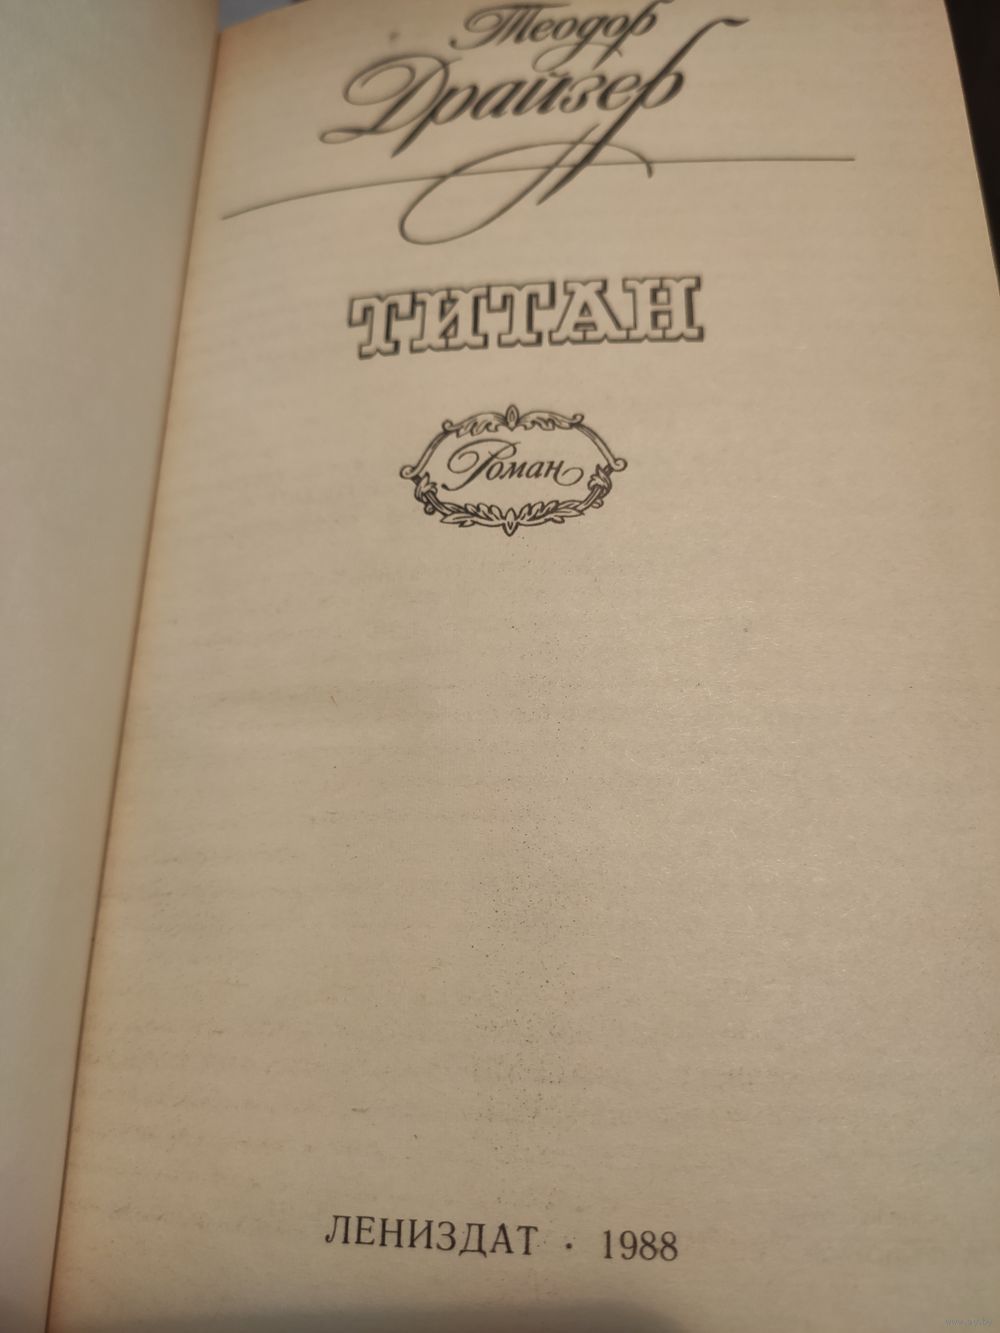 Теодор
Драйзер
ТИТАН
Роман
ЛЕНИЗДАТ · 1988